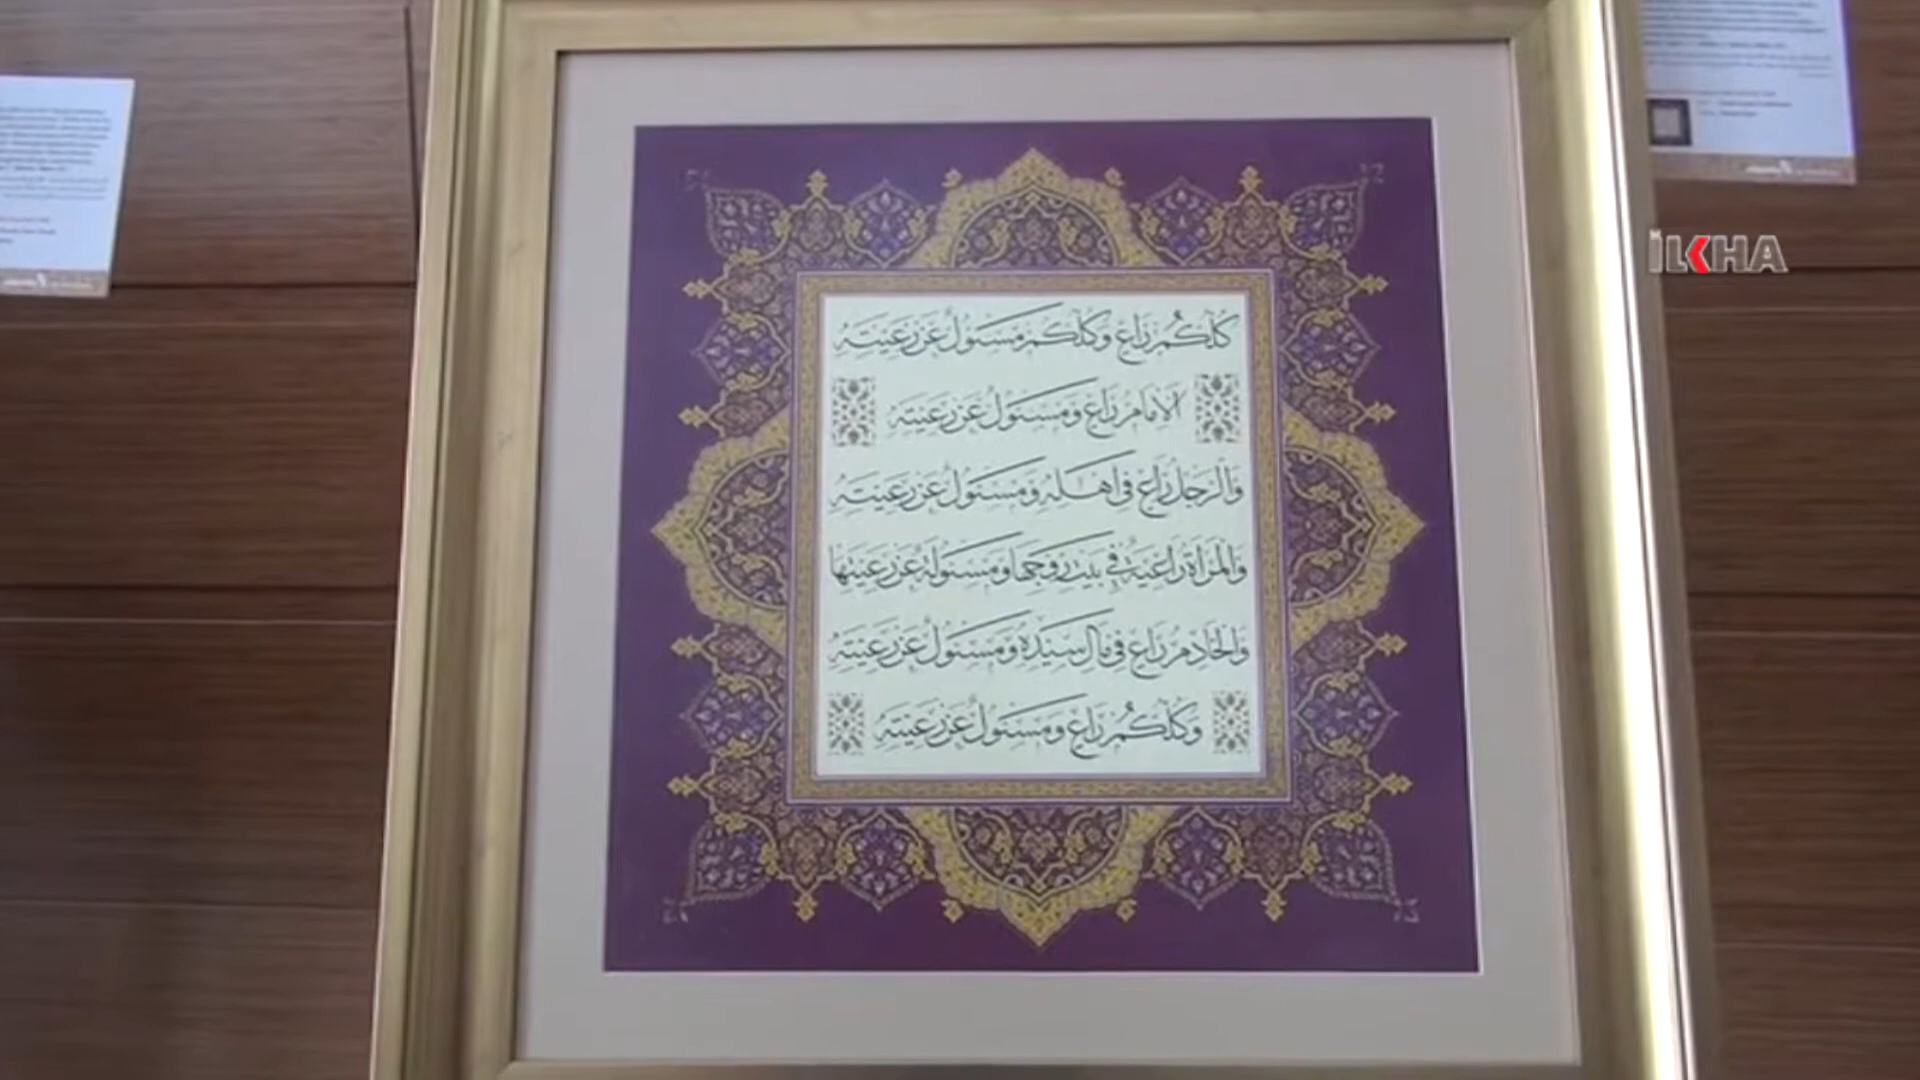 كلكم راع وكلكم مسئول عن رعيته
الامام راع ومسئول عن رعيته
والرجل راع في اهله ومسئول عن رعيته
والمرأة راعية في بيت زوجها ومسئولة عن رعيتها
والخادم راع في مال سيده ومسئول عن رعيته
وكلكم راع ومسئول عن رعيته
İLKHA